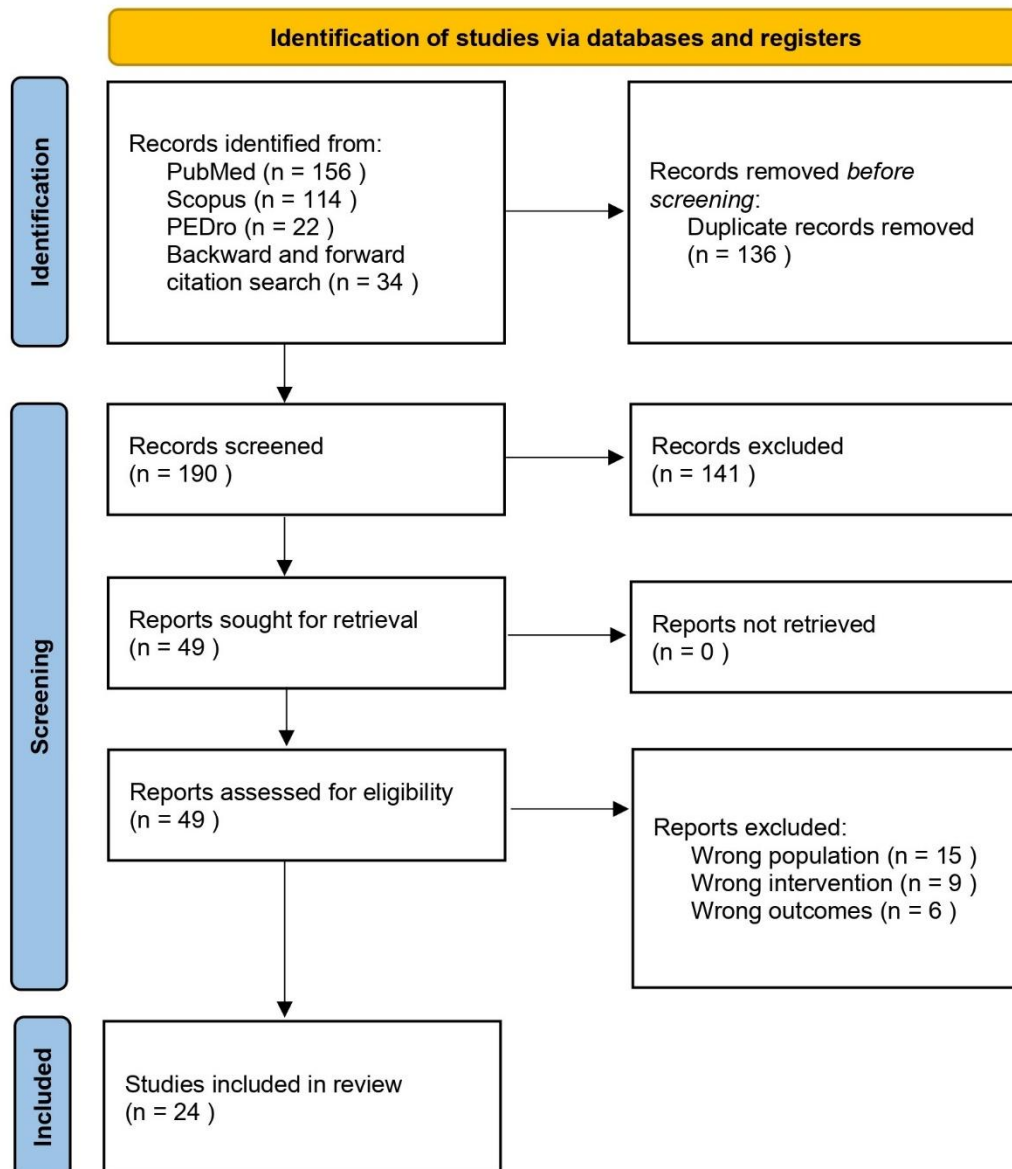 Identification of studies via databases and registers
Identification
Records identified from:
PubMed (n = 156 )
Scopus (n = 114 )
PEDro (n = 22 )
Backward and forward
citation search (n = 34 )
Records removed before
screening:
Duplicate records removed
(n = 136 )
Screening
Records screened
(n = 190 )
Records excluded
(n = 141 )
Reports sought for retrieval
(n = 49 )
Reports not retrieved
(n = 0 )
Reports assessed for eligibility
(n = 49 )
Reports excluded:
Wrong population (n = 15 )
Wrong intervention (n = 9 )
Wrong outcomes (n = 6 )
Included
Studies included in review
(n = 24 )